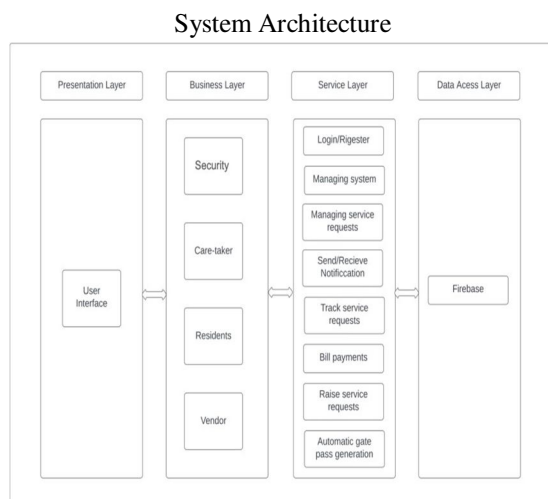 System Architecture
Presentation Layer
Business Layer
Service Layer
Data Acess Layer
User
Interface
Security
Care-taker
Residents
Vendor
Login/Rigester
Managing system
Managing service
requests
Send/Recieve
Notificcation
Track service
requests
Bill payments
Raise service
requests
Automatic gate
pass generation
Firebase